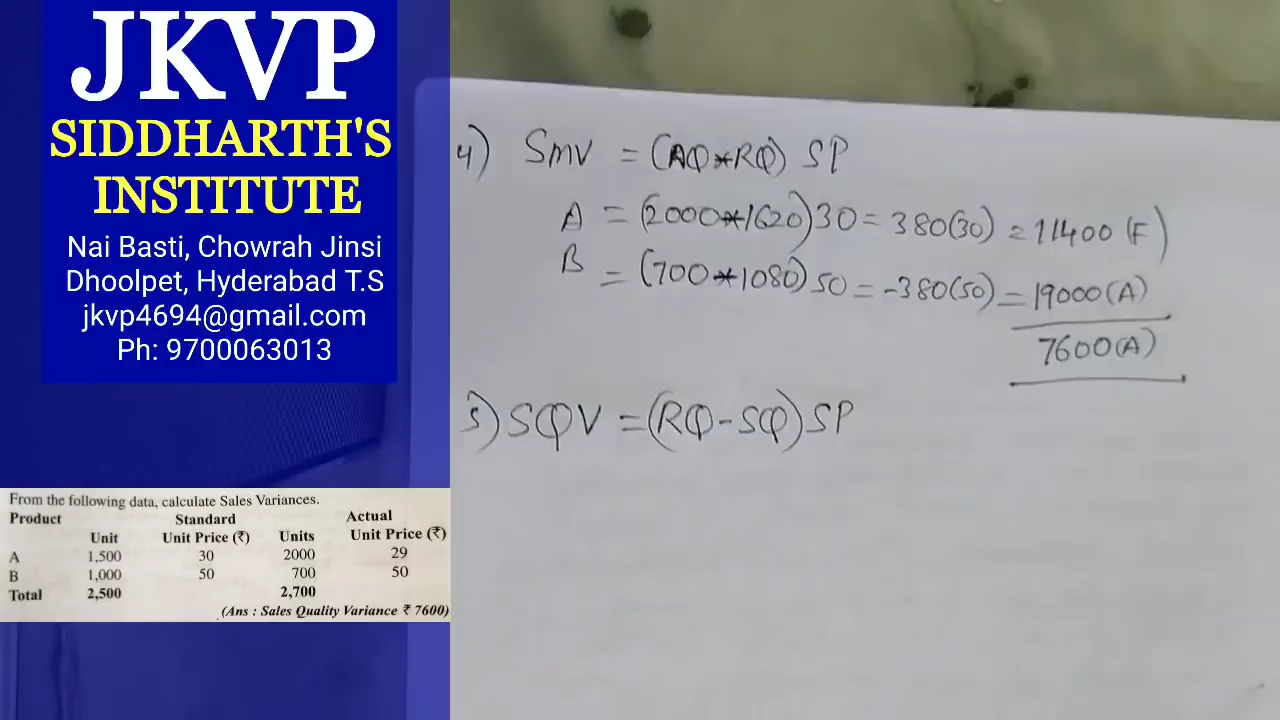 JKVP
SIDDHARTH'S
INSTITUTE
Nai Basti, Chowrah Jinsi
Dhoolpet, Hyderabad T.S
jkvp4694@gmail.com
Ph: 9700063013
From the following data, calculate Sales Variances.
Product Standard Actual
Unit Unit Price (₹) Units Unit Price (₹)
A 1,500 30 2000 29
B 1,000 50 700 50
Total 2,500 2,700
(Ans : Sales Quality Variance ₹ 7600)
4) SMV = (AQ*RQ) SP
A = (2000*1620)30 = 380(30) = 11400 (F)
B = (700*1080) 50 = -380(50) = 19000(A)
7600(A)
5) SQV = (RQ-SQ) SP